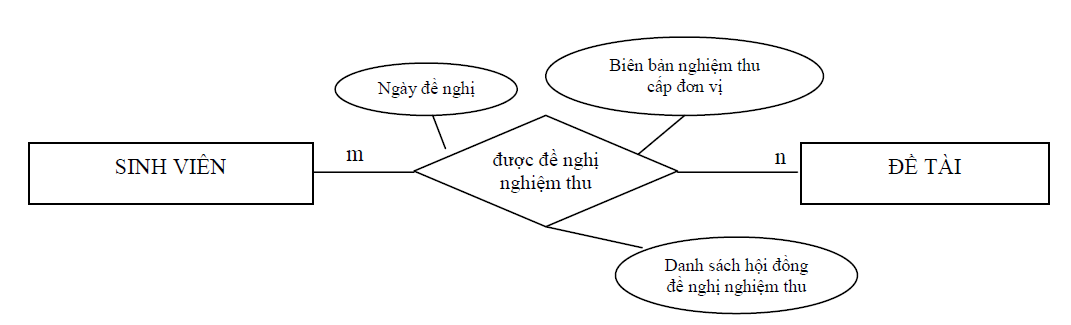 Biên bản nghiệm thu
cấp đơn vị
Ngày đề nghị
SINH VIÊN
m
được đề nghị
nghiệm thu
n
ĐỀ TÀI
Danh sách hội đồng
đề nghị nghiệm thu